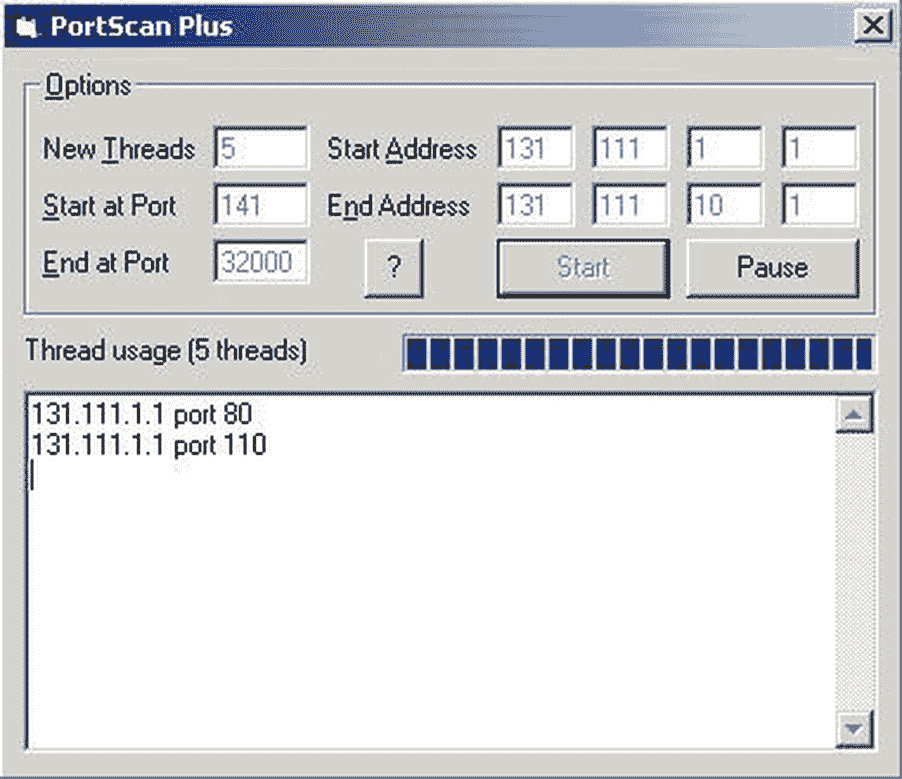 PortScan Plus
Options
New Threads 5 Start Address 131 111 1 1
Start at Port 141 End Address 131 111 10 1
End at Port 32000 ? Start Pause
Thread usage (5 threads)
131.111.1.1 port 80
131.111.1.1 port 110